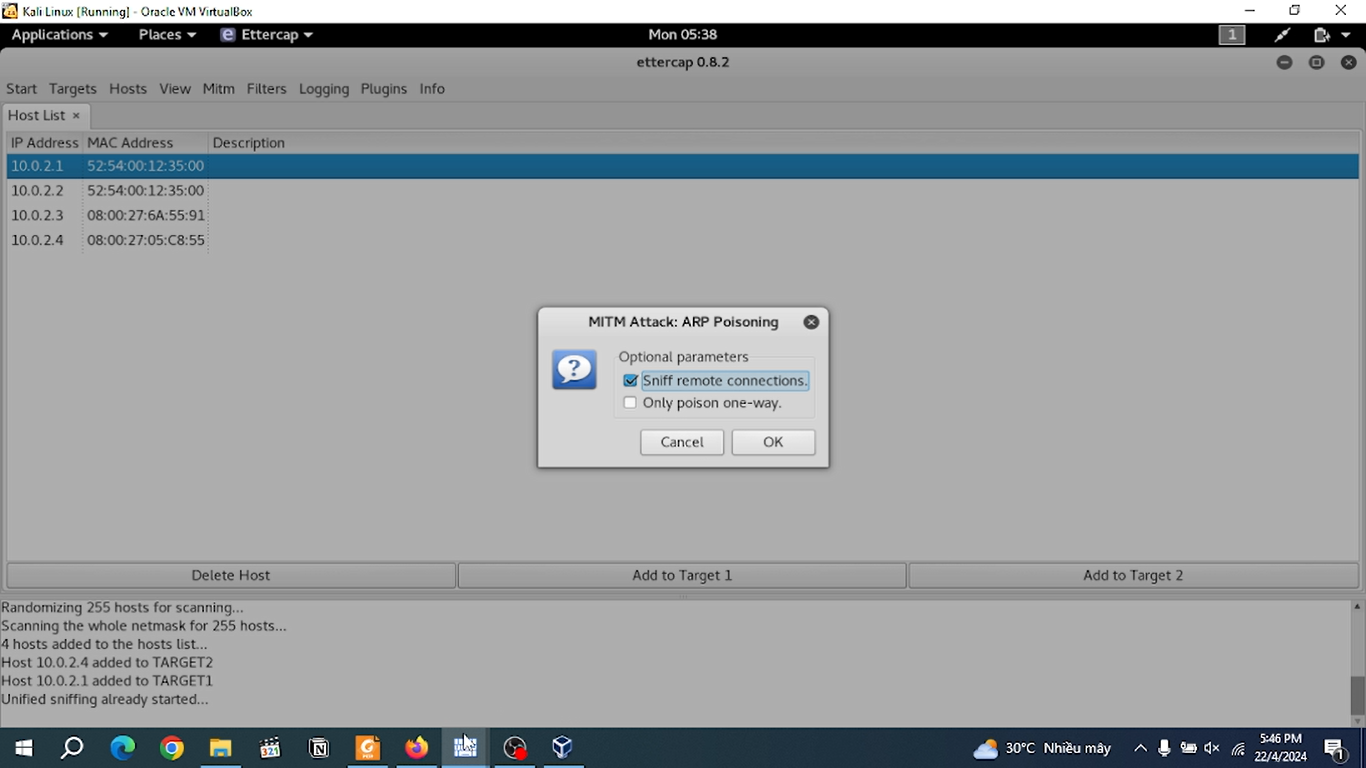 Kali Linux [Running] - Oracle VM VirtualBox
Applications Places Ettercap Mon 05:38 1
ettercap 0.8.2
Start Targets Hosts View Mitm Filters Logging Plugins Info
Host List ×
IP Address MAC Address Description
10.0.2.1 52:54:00:12:35:00
10.0.2.2 52:54:00:12:35:00
10.0.2.3 08:00:27:6A:55:91
10.0.2.4 08:00:27:05:C8:55
MITM Attack: ARP Poisoning
?
Optional parameters
Sniff remote connections.
Only poison one-way.
Cancel OK
Delete Host Add to Target 1 Add to Target 2
Randomizing 255 hosts for scanning...
Scanning the whole netmask for 255 hosts...
4 hosts added to the hosts list...
Host 10.0.2.4 added to TARGET2
Host 10.0.2.1 added to TARGET1
Unified sniffing already started...
321
30°C Nhiều mây
5:46 PM
22/4/2024
1